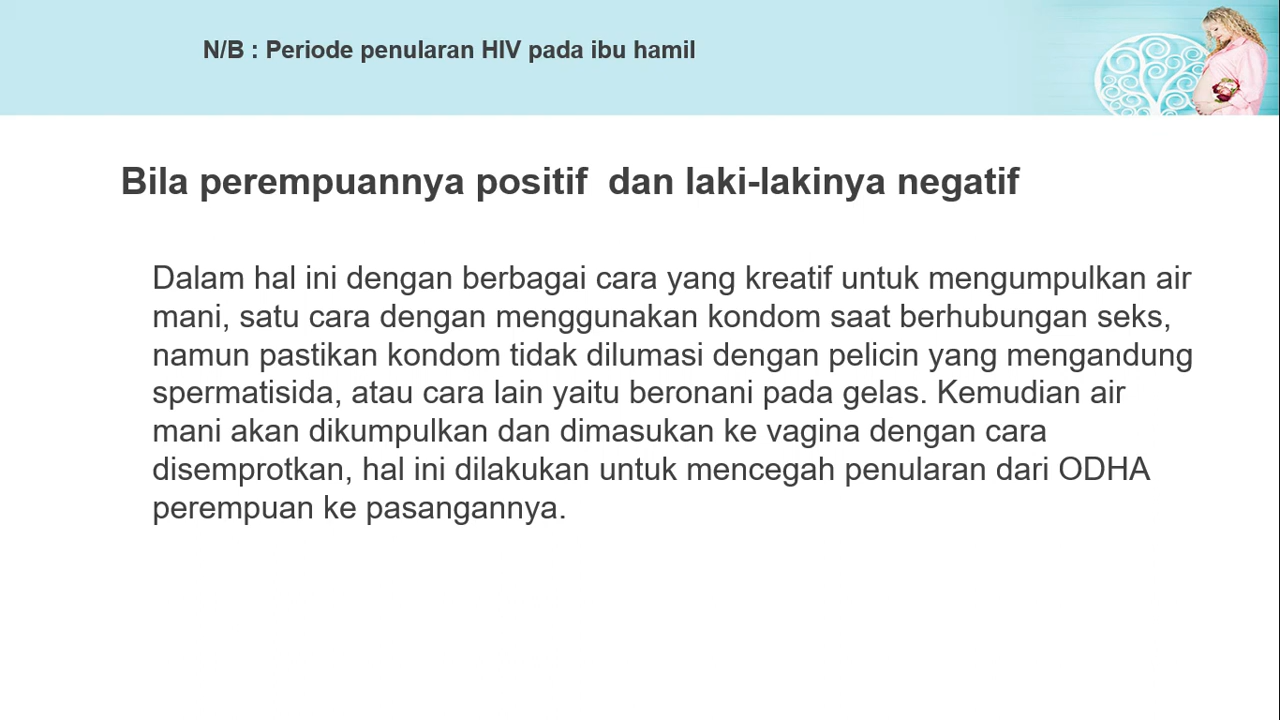 N/B : Periode penularan HIV pada ibu hamil
Bila perempuannya positif  dan laki-lakinya negatif
Dalam hal ini dengan berbagai cara yang kreatif untuk mengumpulkan air
mani, satu cara dengan menggunakan kondom saat berhubungan seks,
namun pastikan kondom tidak dilumasi dengan pelicin yang mengandung
spermatisida, atau cara lain yaitu beronani pada gelas. Kemudian air
mani akan dikumpulkan dan dimasukan ke vagina dengan cara
disemprotkan, hal ini dilakukan untuk mencegah penularan dari ODHA
perempuan ke pasangannya.